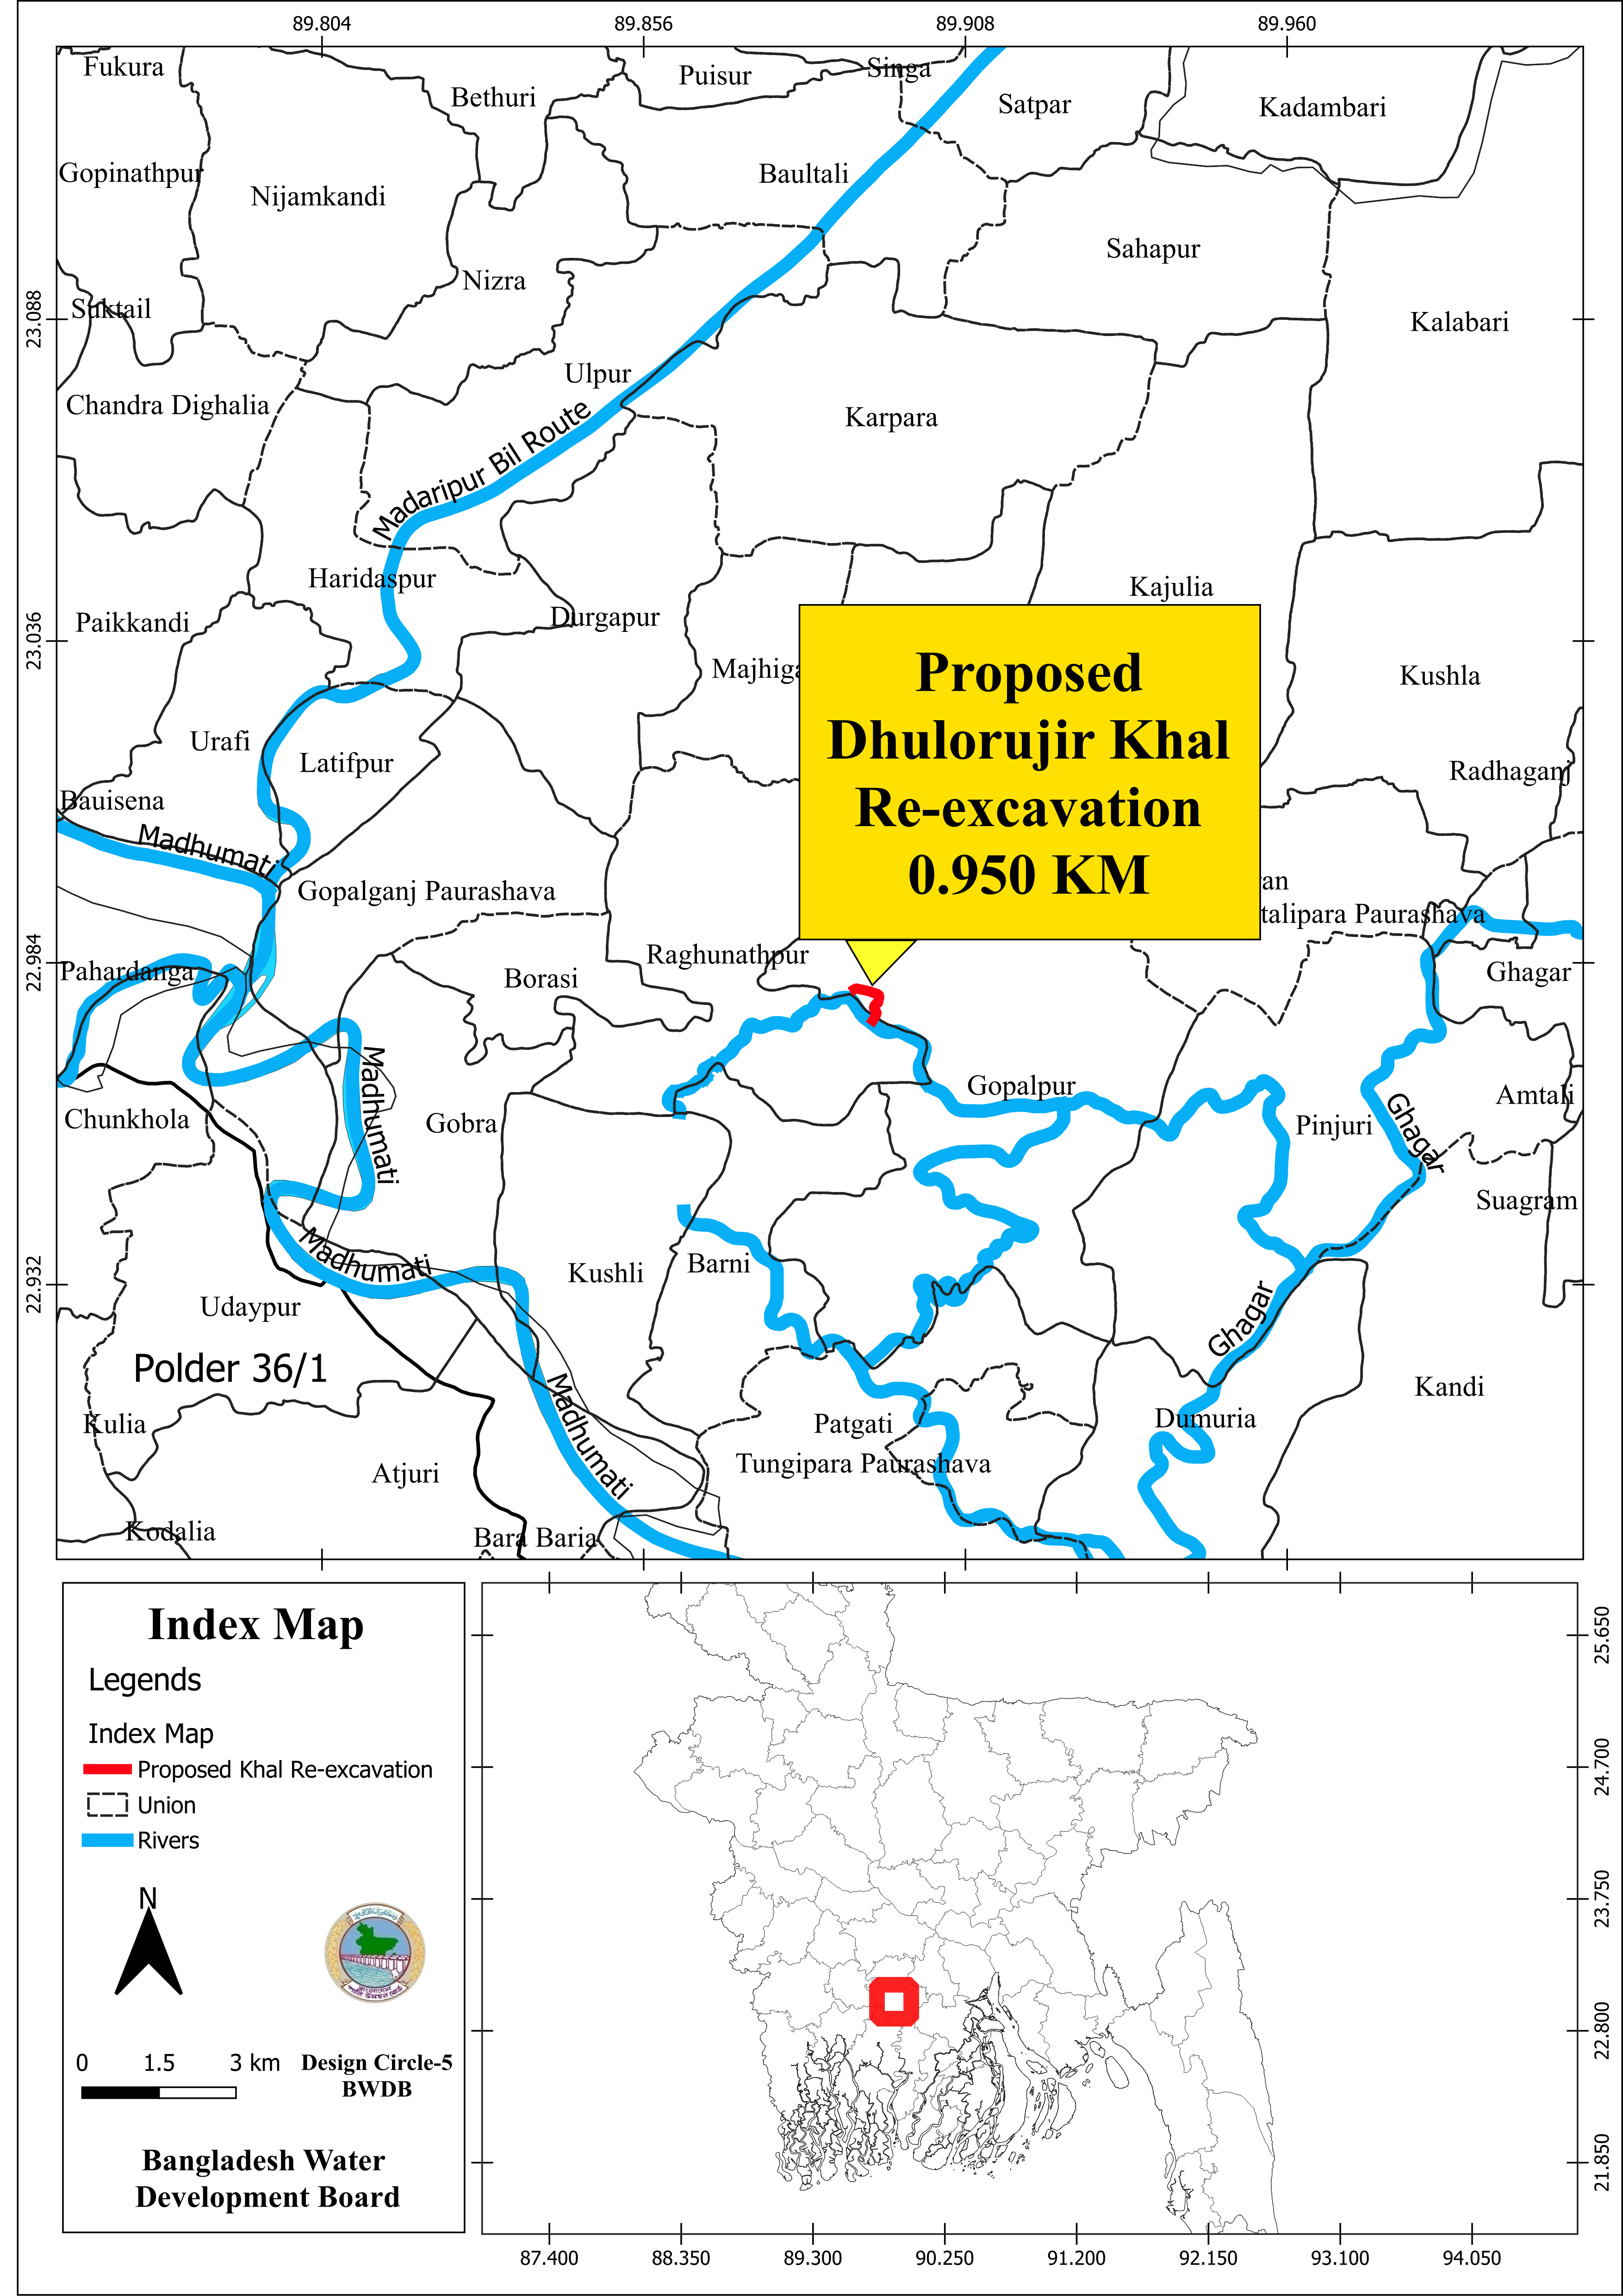 89.804
89.856
89.908
89.960
Fukura
Bethuri
Puisur
Singa
Satpar
Kadambari
Gopinathpur
Nijamkandi
Baultali
Sahapur
Nizra
Suktail
23.088
Kalabari
Ulpur
Chandra Dighalia
Karpara
Madaripur Bil Route
Haridaspur
Durgapur
Kajulia
Paikkandi
23.036
Majhiga
Kushla
Proposed
Dhulorujir Khal
Re-excavation
0.950 KM
Urafi
Latifpur
Radhaganj
Bauisena
Madhumati
Gopalganj Paurashava
ran
talipara Paurashava
Raghunathpur
22.984
Pahardanga
Borasi
Ghagar
Madhumati
Gopalpur
Amtali
Chunkhola
Gobra
Pinjuri
Ghagar
Suagram
Madhumati
Kushli
Barni
22.932
Udaypur
Ghagar
Polder 36/1
Kandi
Kulia
Madhumati
Patgati
Dumuria
Tungipara Paurashava
Atjuri
Kodalia
Bara Baria
Index Map
Legends
Index Map
Proposed Khal Re-excavation
Union
Rivers
N
0 1.5 3 km
Design Circle-5
BWDB
Bangladesh Water
Development Board
25.650
24.700
23.750
22.800
21.850
87.400
88.350
89.300
90.250
91.200
92.150
93.100
94.050